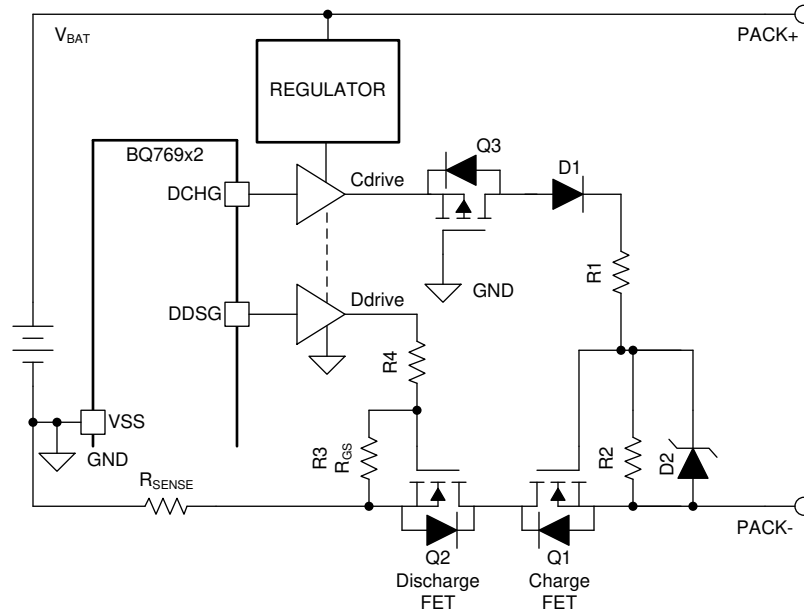 VBAT
PACK+
REGULATOR
BQ769x2
Q3
D1
DCHG
Cdrive
R1
GND
DDSG
Ddrive
R4
VSS
GND
R3
RGS
R2
D2
RSENSE
PACK-
Q2
Discharge
FET
Q1
Charge
FET